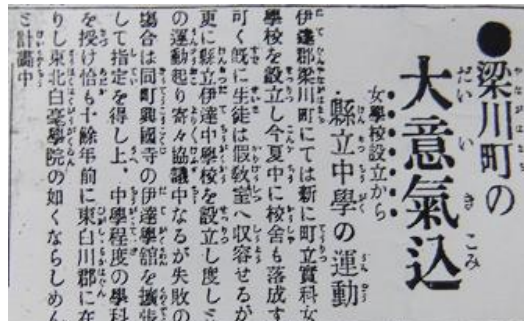 ●梁川町の
大意氣込
女學校設立から
縣立中學の運動
伊達郡梁川町にては新に町立實科女
學校を設立し今夏中に校舍も落成す
可く既に生徒は假敎室へ収容せるが
更に縣立伊達中學校を設立し度しと
の運動起り寄々協議中なるが失敗の
塲合は同町興國寺の伊達學館を擴張
して指定を得し上、中學程度の學科
を授け恰も十餘年前に東白川郡に在
りし東北白毫學院の如くならしめん
と計畵中